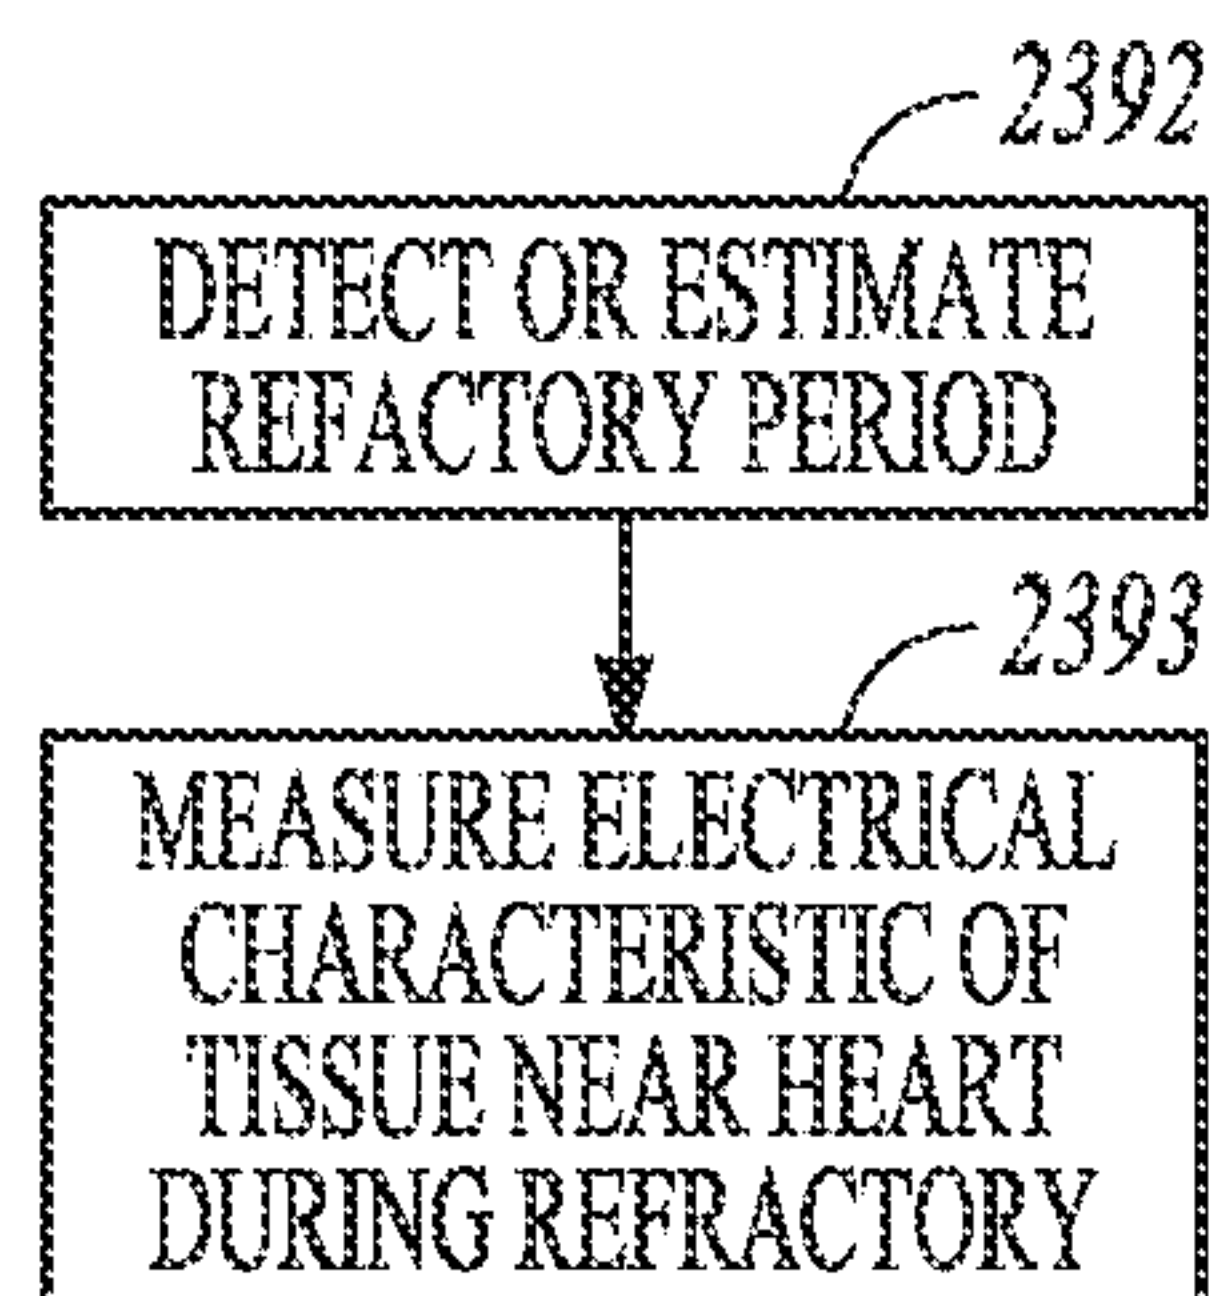 2392
DETECT OR ESTIMATE
REFACTORY PERIOD
2393
MEASURE ELECTRICAL
CHARACTERISTIC OF
TISSUE NEAR HEART
DURING REFRACTORY